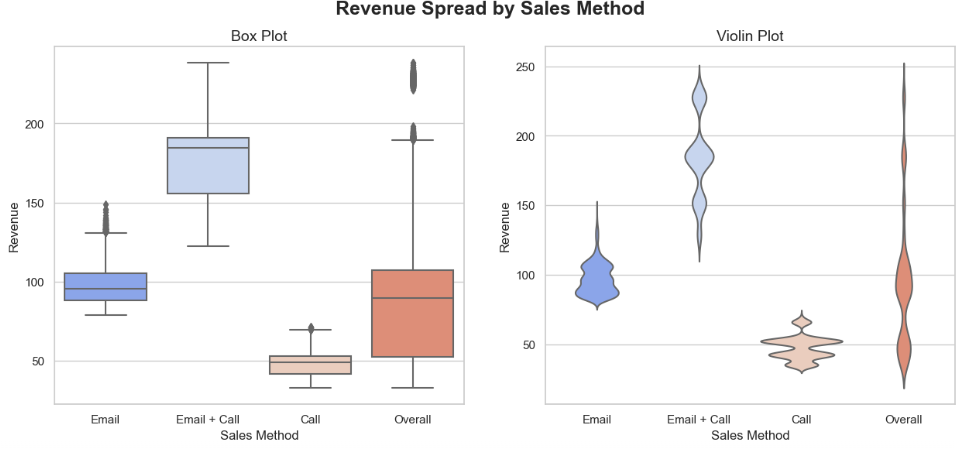 Revenue Spread by Sales Method
Box Plot
Revenue
200
150
100
50
Email
Email + Call
Call
Overall
Sales Method
Violin Plot
Revenue
250
200
150
100
50
Email
Email + Call
Call
Overall
Sales Method